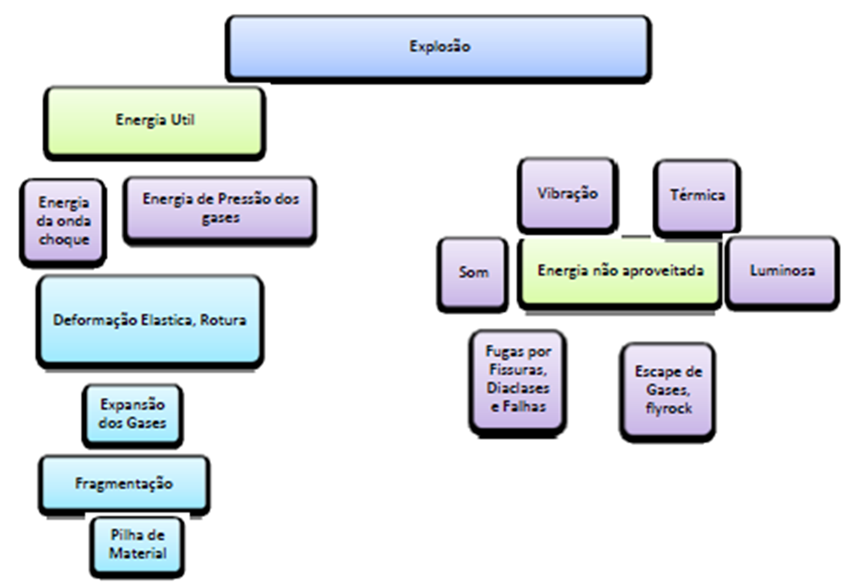 Explosão
Energia Util
Energia
da onda
choque
Energia de Pressão dos
gases
Deformação Elastica, Rotura
Expansão
dos Gases
Fragmentação
Pilha de
Material
Vibração
Térmica
Som
Energia não aproveitada
Luminosa
Fugas por
Fissuras,
Diaclases
e Falhas
Escape de
Gases,
flyrock